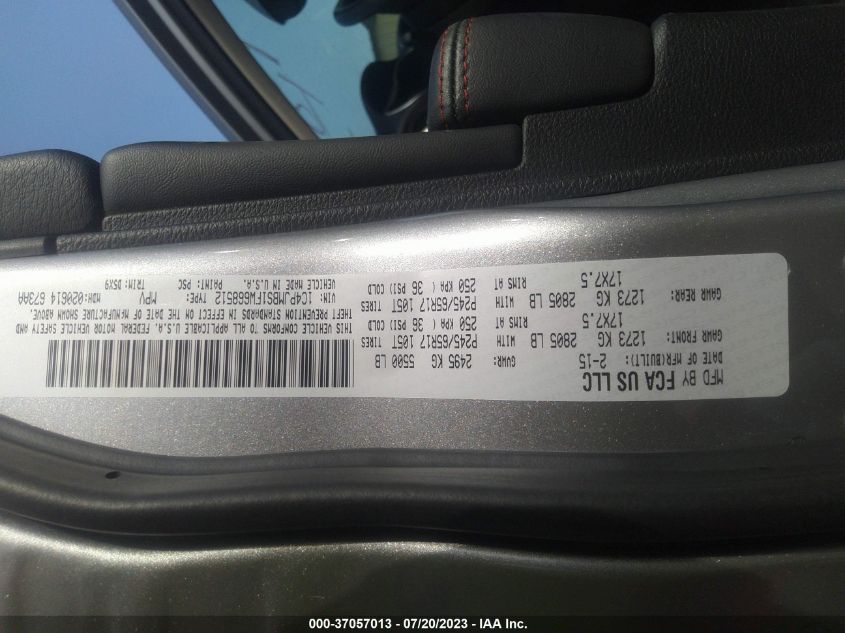 MFD BY FCA US LLC
DATE OF MFR(BUILT): 2-15
GVWR: 2495 KG 5500 LB
GAWR FRONT: 1273 KG 2805 LB WITH P245/65R17 105T TIRES
17X7.5 RIMS AT 250 KPA( 36 PSI) COLD
GAWR REAR: 1273 KG 2805 LB WITH P245/65R17 105T TIRES
17X7.5 RIMS AT 250 KPA( 36 PSI) COLD
THIS VEHICLE CONFORMS TO ALL APPLICABLE U.S.A. FEDERAL MOTOR VEHICLE SAFETY AND
THEFT PREVENTION STANDARDS IN EFFECT ON THE DATE OF MANUFACTURE SHOWN ABOVE.
VIN: 1C4PJMBS1FW668512 TYPE: MPV MDH:020614 673AA
VEHICLE MADE IN U.S.A. PAINT: PSC TRIM: D5X9
000-37057013 - 07/20/2023 - IAA Inc.